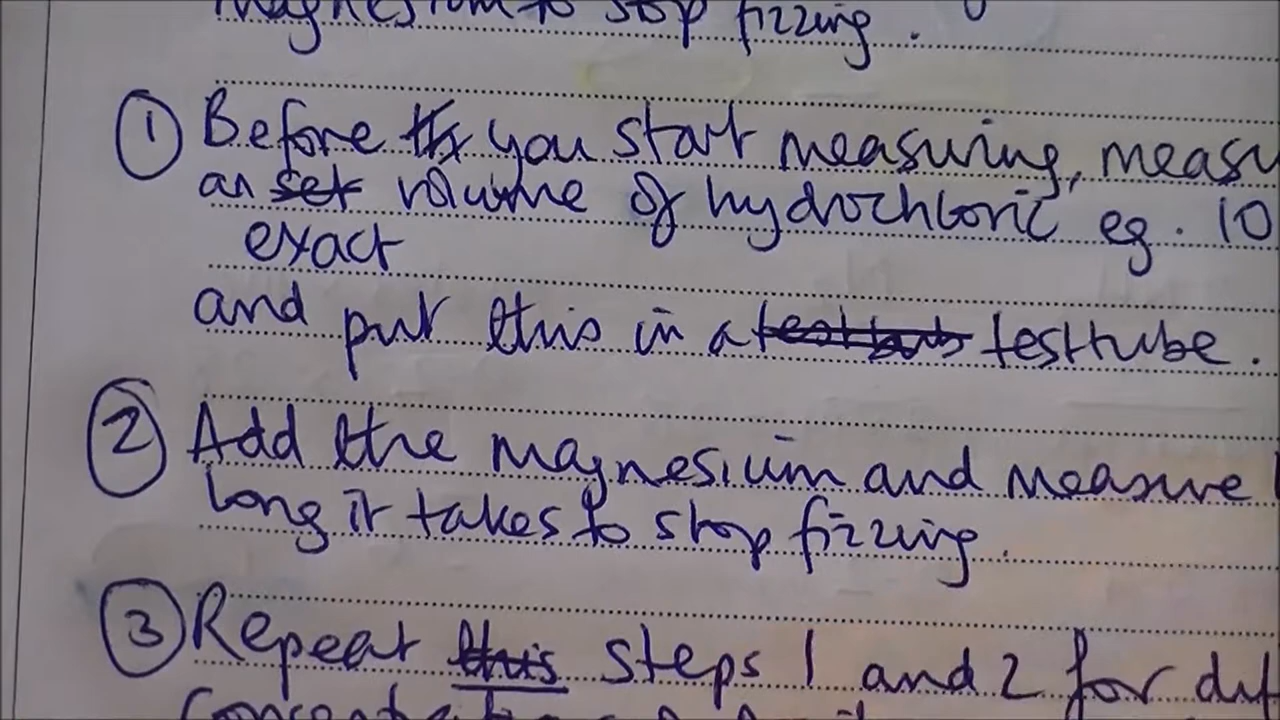 magnesium to stop fizzing.
① Before you start measuring, measu
an set volume of hydrochloric eg. 10
exact
and put this in a testtube.
② Add the magnesium and measure
long it takes to stop fizzing.
③ Repeat this steps 1 and 2 for dif